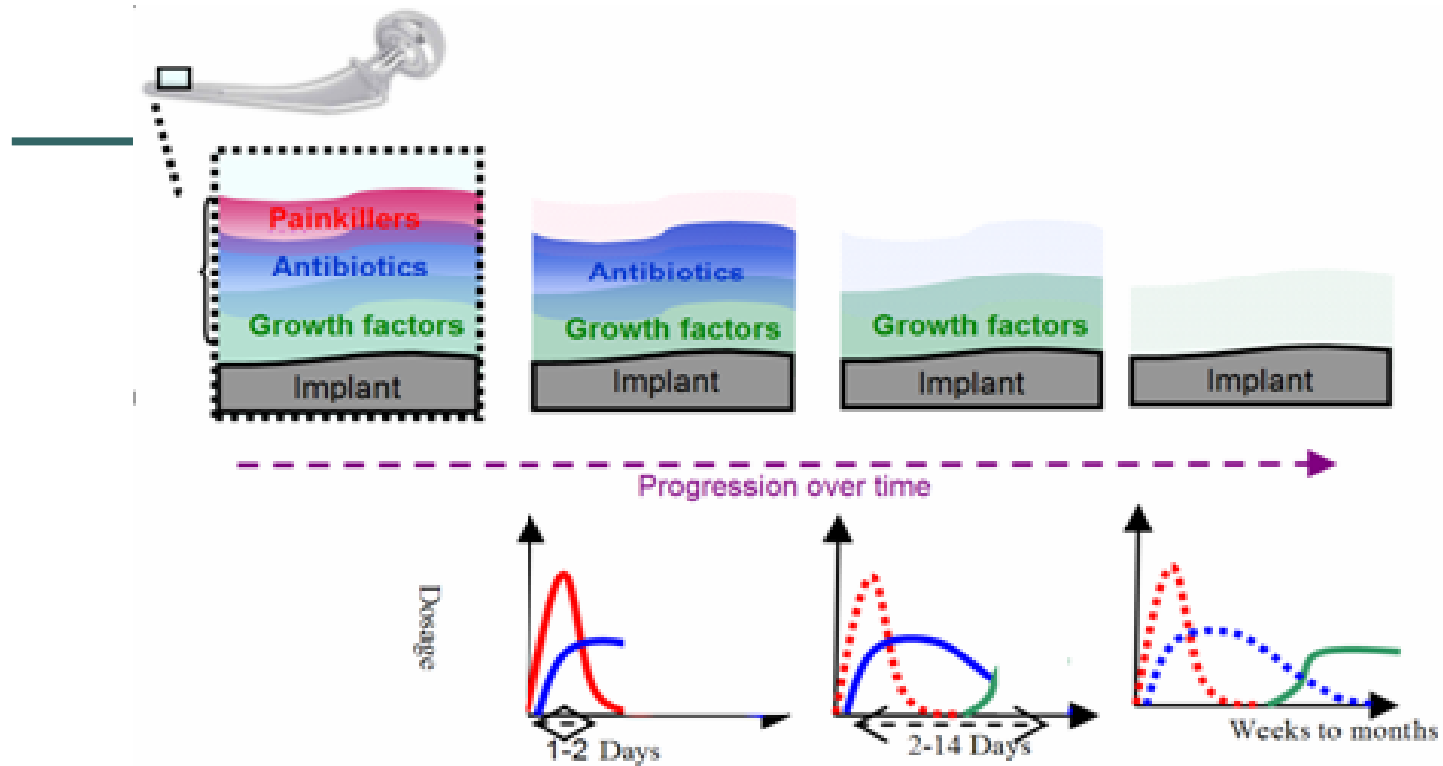 Painkillers
Antibiotics
Growth factors
Implant
Antibiotics
Growth factors
Implant
Growth factors
Implant
Implant
Progression over time
Dosage
1-2 Days
2-14 Days
Weeks to months